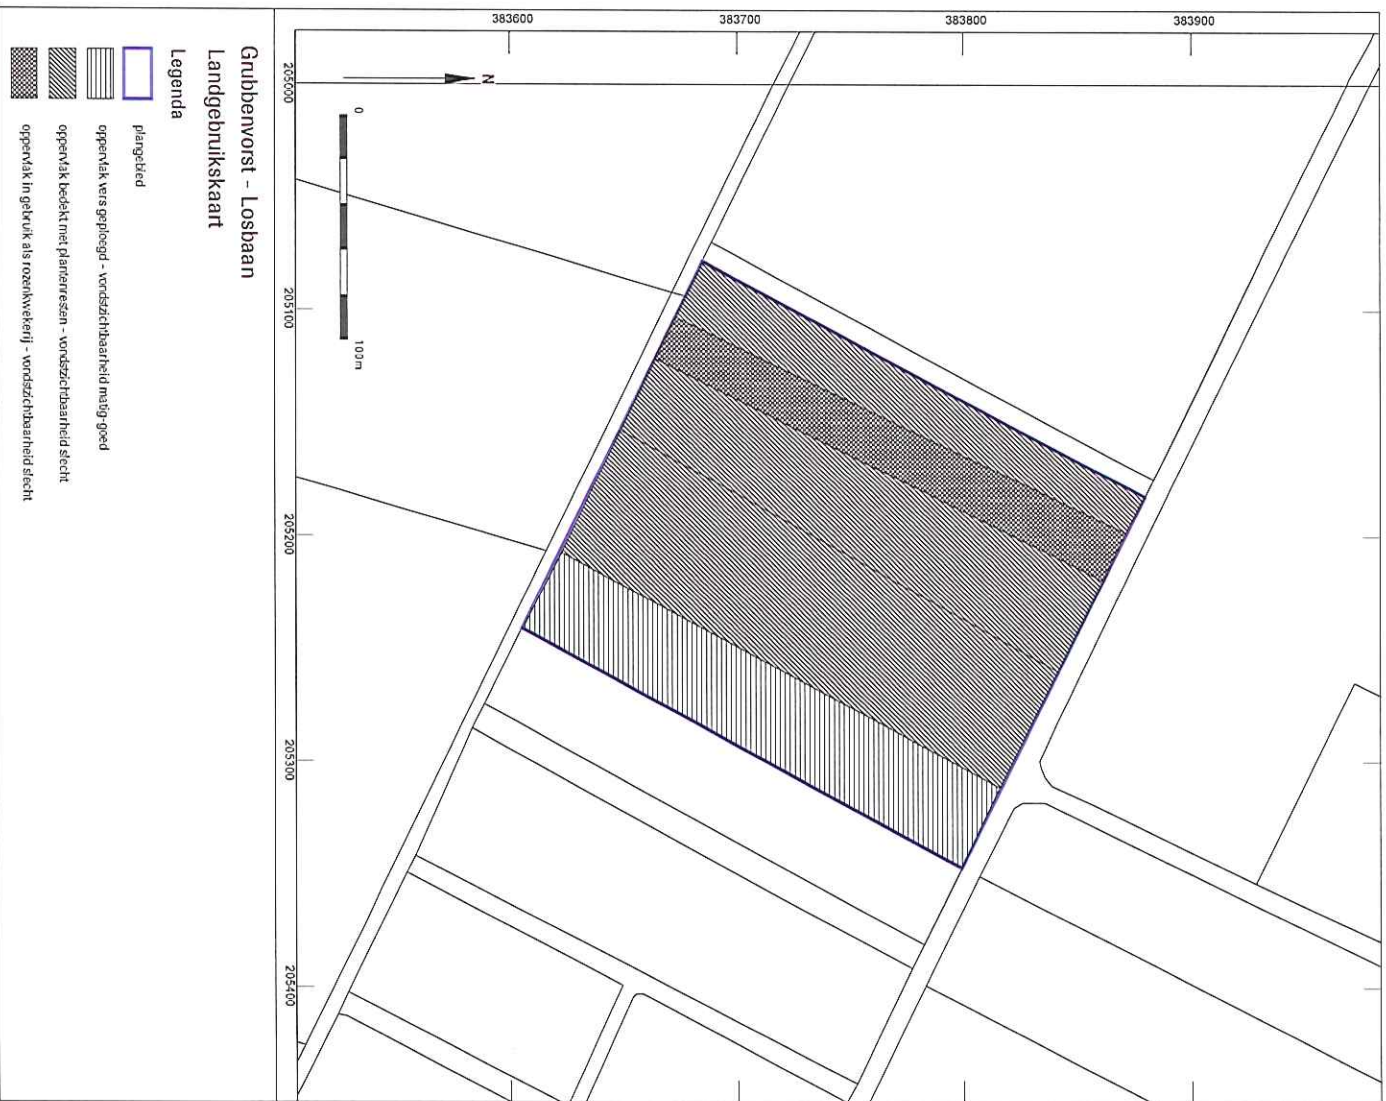 383600
383700
383800
383900
205000
205100
205200
205300
205400
N
0
100m
Grubbenvorst - Losbaan
Landgebruikskaart
Legenda
plangebied
oppervlak vers geploegd - vondstzichtbaarheid matig-goed
oppervlak bedekt met plantenresten - vondstzichtbaarheid slecht
oppervlak in gebruik als rozenkwekerij - vondstzichtbaarheid slecht